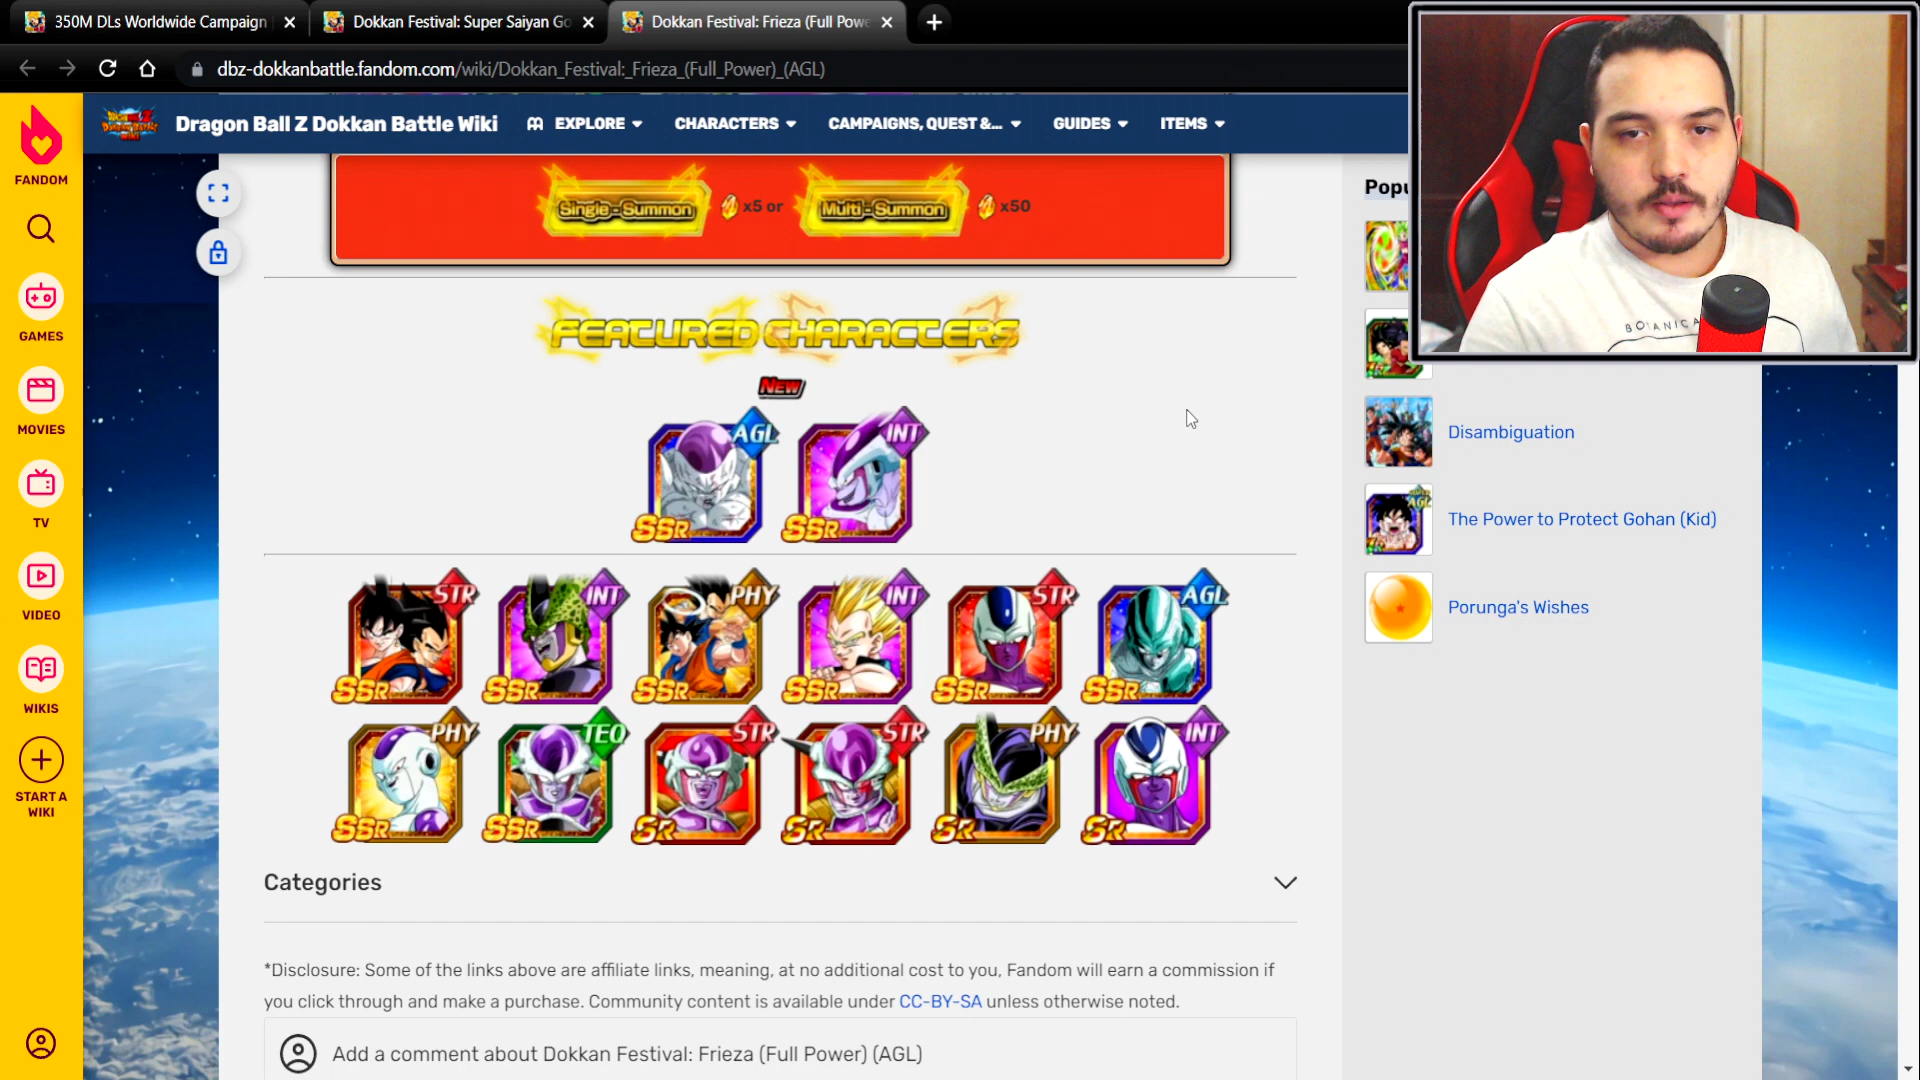 350M DLs Worldwide Campaign
Dokkan Festival: Super Saiyan Go
Dokkan Festival: Frieza (Full Powe
dbz-dokkanbattle.fandom.com/wiki/Dokkan_Festival:_Frieza_(Full_Power)_(AGL)
Dragon Ball Z Dokkan Battle Wiki
EXPLORE
CHARACTERS
CAMPAIGNS, QUEST &...
GUIDES
ITEMS
FANDOM
GAMES
MOVIES
TV
VIDEO
WIKIS
START A
WIKI
Single-Summon x5 or Multi-Summon x50
FEATURED CHARACTERS
New
AGL INT
SSR SSR
STR INT PHY INT STR AGL
SSR SSR SSR SSR SSR SSR
PHY TEQ STR STR PHY INT
SSR SSR SR SR SR SR
Categories
*Disclosure: Some of the links above are affiliate links, meaning, at no additional cost to you, Fandom will earn a commission if
you click through and make a purchase. Community content is available under CC-BY-SA unless otherwise noted.
Add a comment about Dokkan Festival: Frieza (Full Power) (AGL)
Popu
Disambiguation
The Power to Protect Gohan (Kid)
Porunga's Wishes
BOTANICA